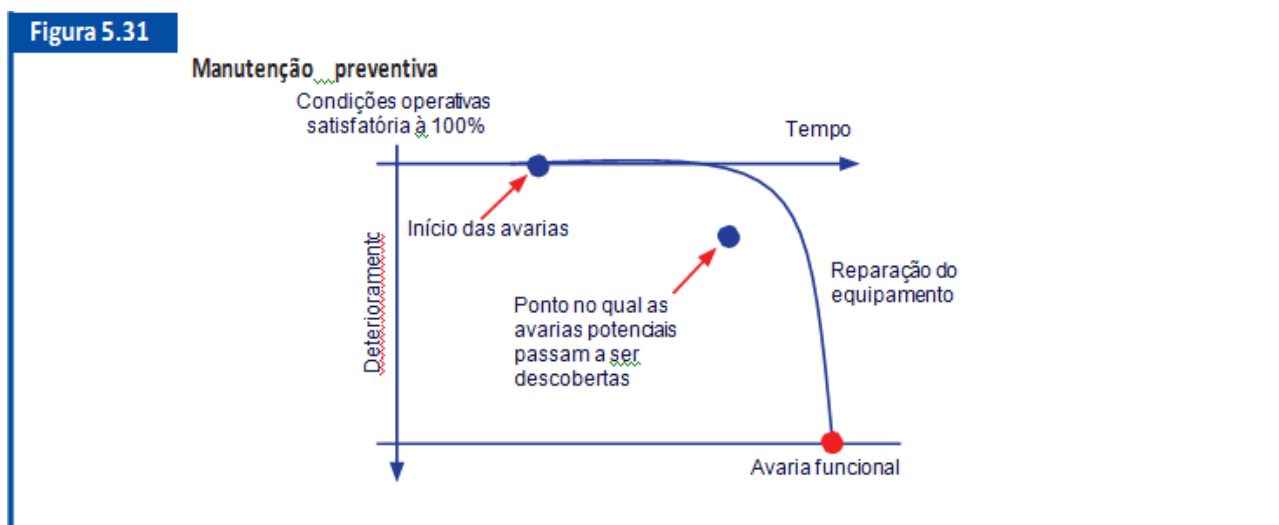 Figura 5.31
Manutenção preventiva
Condições operativas
satisfatória à 100%
Tempo
Início das avarias
Deterioramento
Reparação do
equipamento
Ponto no qual as
avarias potenciais
passam a ser
descobertas
Avaria funcional